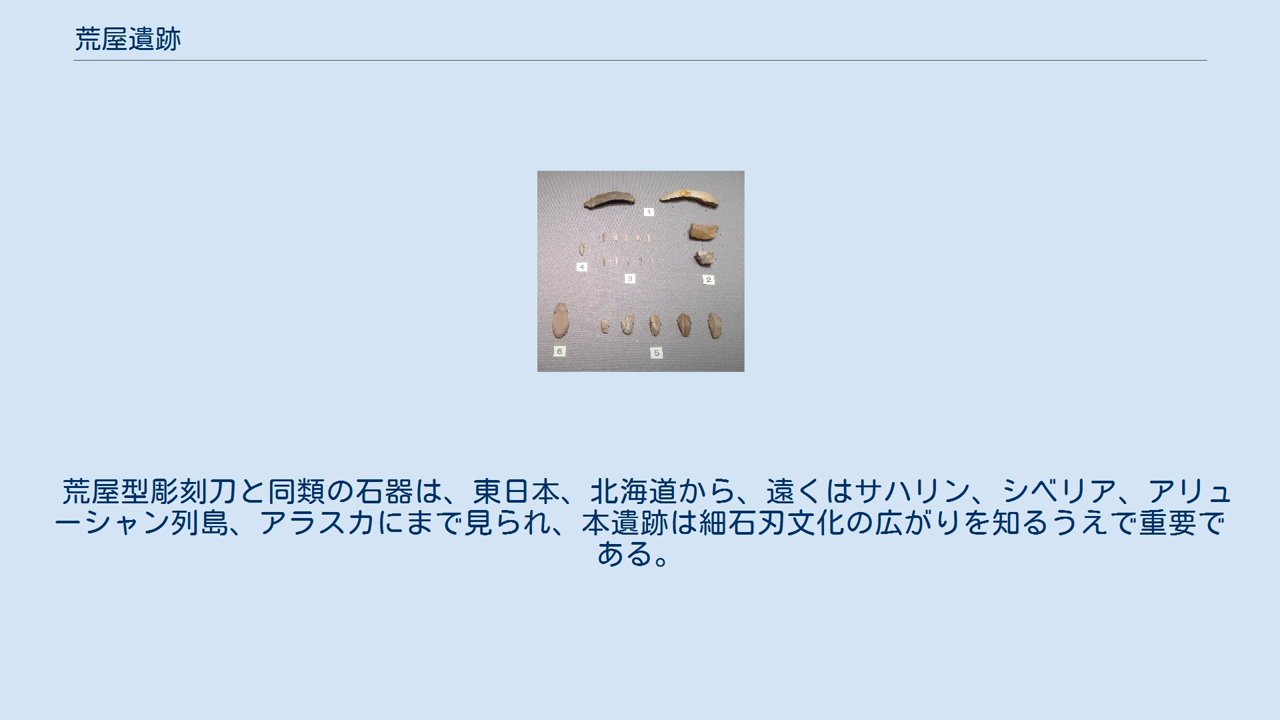 荒屋遺跡
1
4
3
2
6
5
荒屋型彫刻刀と同類の石器は、東日本、北海道から、遠くはサハリン、シベリア、アリュ
ーシャン列島、アラスカにまで見られ、本遺跡は細石刃文化の広がりを知るうえで重要で
ある。